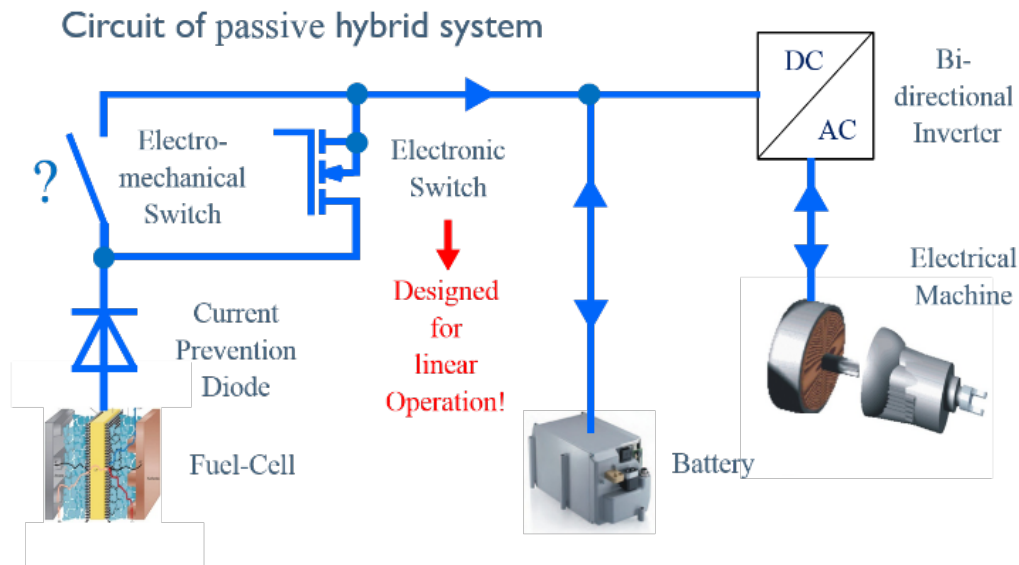 Circuit of passive hybrid system
DC
AC
Bi-
directional
Inverter
Electro-
mechanical
Switch
?
Electronic
Switch
Designed
for
linear
Operation!
Electrical
Machine
Current
Prevention
Diode
Fuel-Cell
Battery